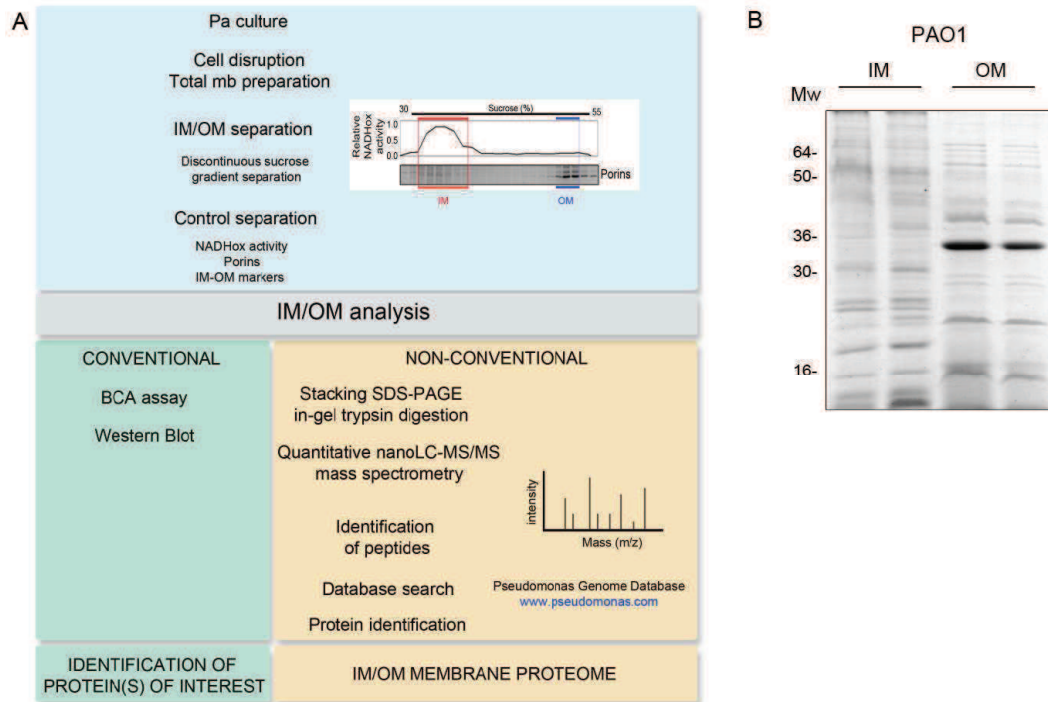 A
Pa culture
Cell disruption
Total mb preparation
IM/OM separation
Discontinuous sucrose
gradient separation
Control separation
NADHox activity
Porins
IM-OM markers
30
Sucrose (%)
55
Relative
NADHox
activity
1.0
0.5
0.0
Porins
IM
OM
IM/OM analysis
CONVENTIONAL
BCA assay
Western Blot
NON-CONVENTIONAL
Stacking SDS-PAGE
in-gel trypsin digestion
Quantitative nanoLC-MS/MS
mass spectrometry
intensity
Mass (m/z)
Identification
of peptides
Database search
Pseudomonas Genome Database
www.pseudomonas.com
Protein identification
IDENTIFICATION OF
PROTEIN(S) OF INTEREST
IM/OM MEMBRANE PROTEOME
B
PAO1
IM
OM
Mw
64-
50-
36-
30-
16-